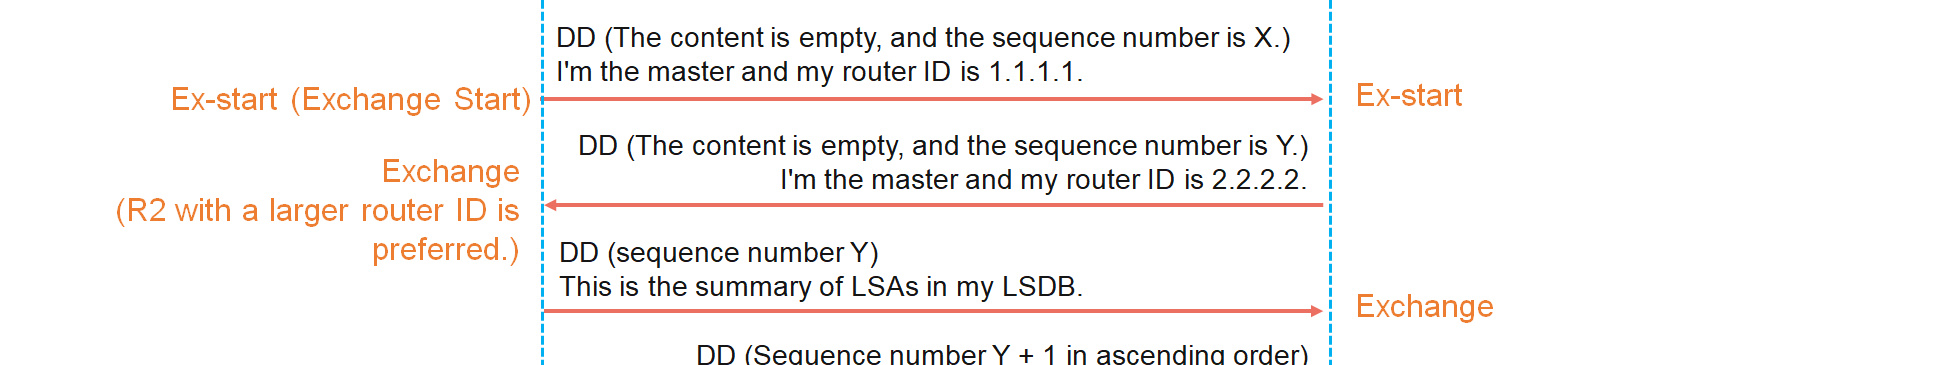 DD (The content is empty, and the sequence number is X.)
I'm the master and my router ID is 1.1.1.1.
Ex-start (Exchange Start)
Ex-start
DD (The content is empty, and the sequence number is Y.)
I'm the master and my router ID is 2.2.2.2.
Exchange
(R2 with a larger router ID is
preferred.)
DD (sequence number Y)
This is the summary of LSAs in my LSDB.
Exchange
DD (Sequence number Y + 1 in ascending order)